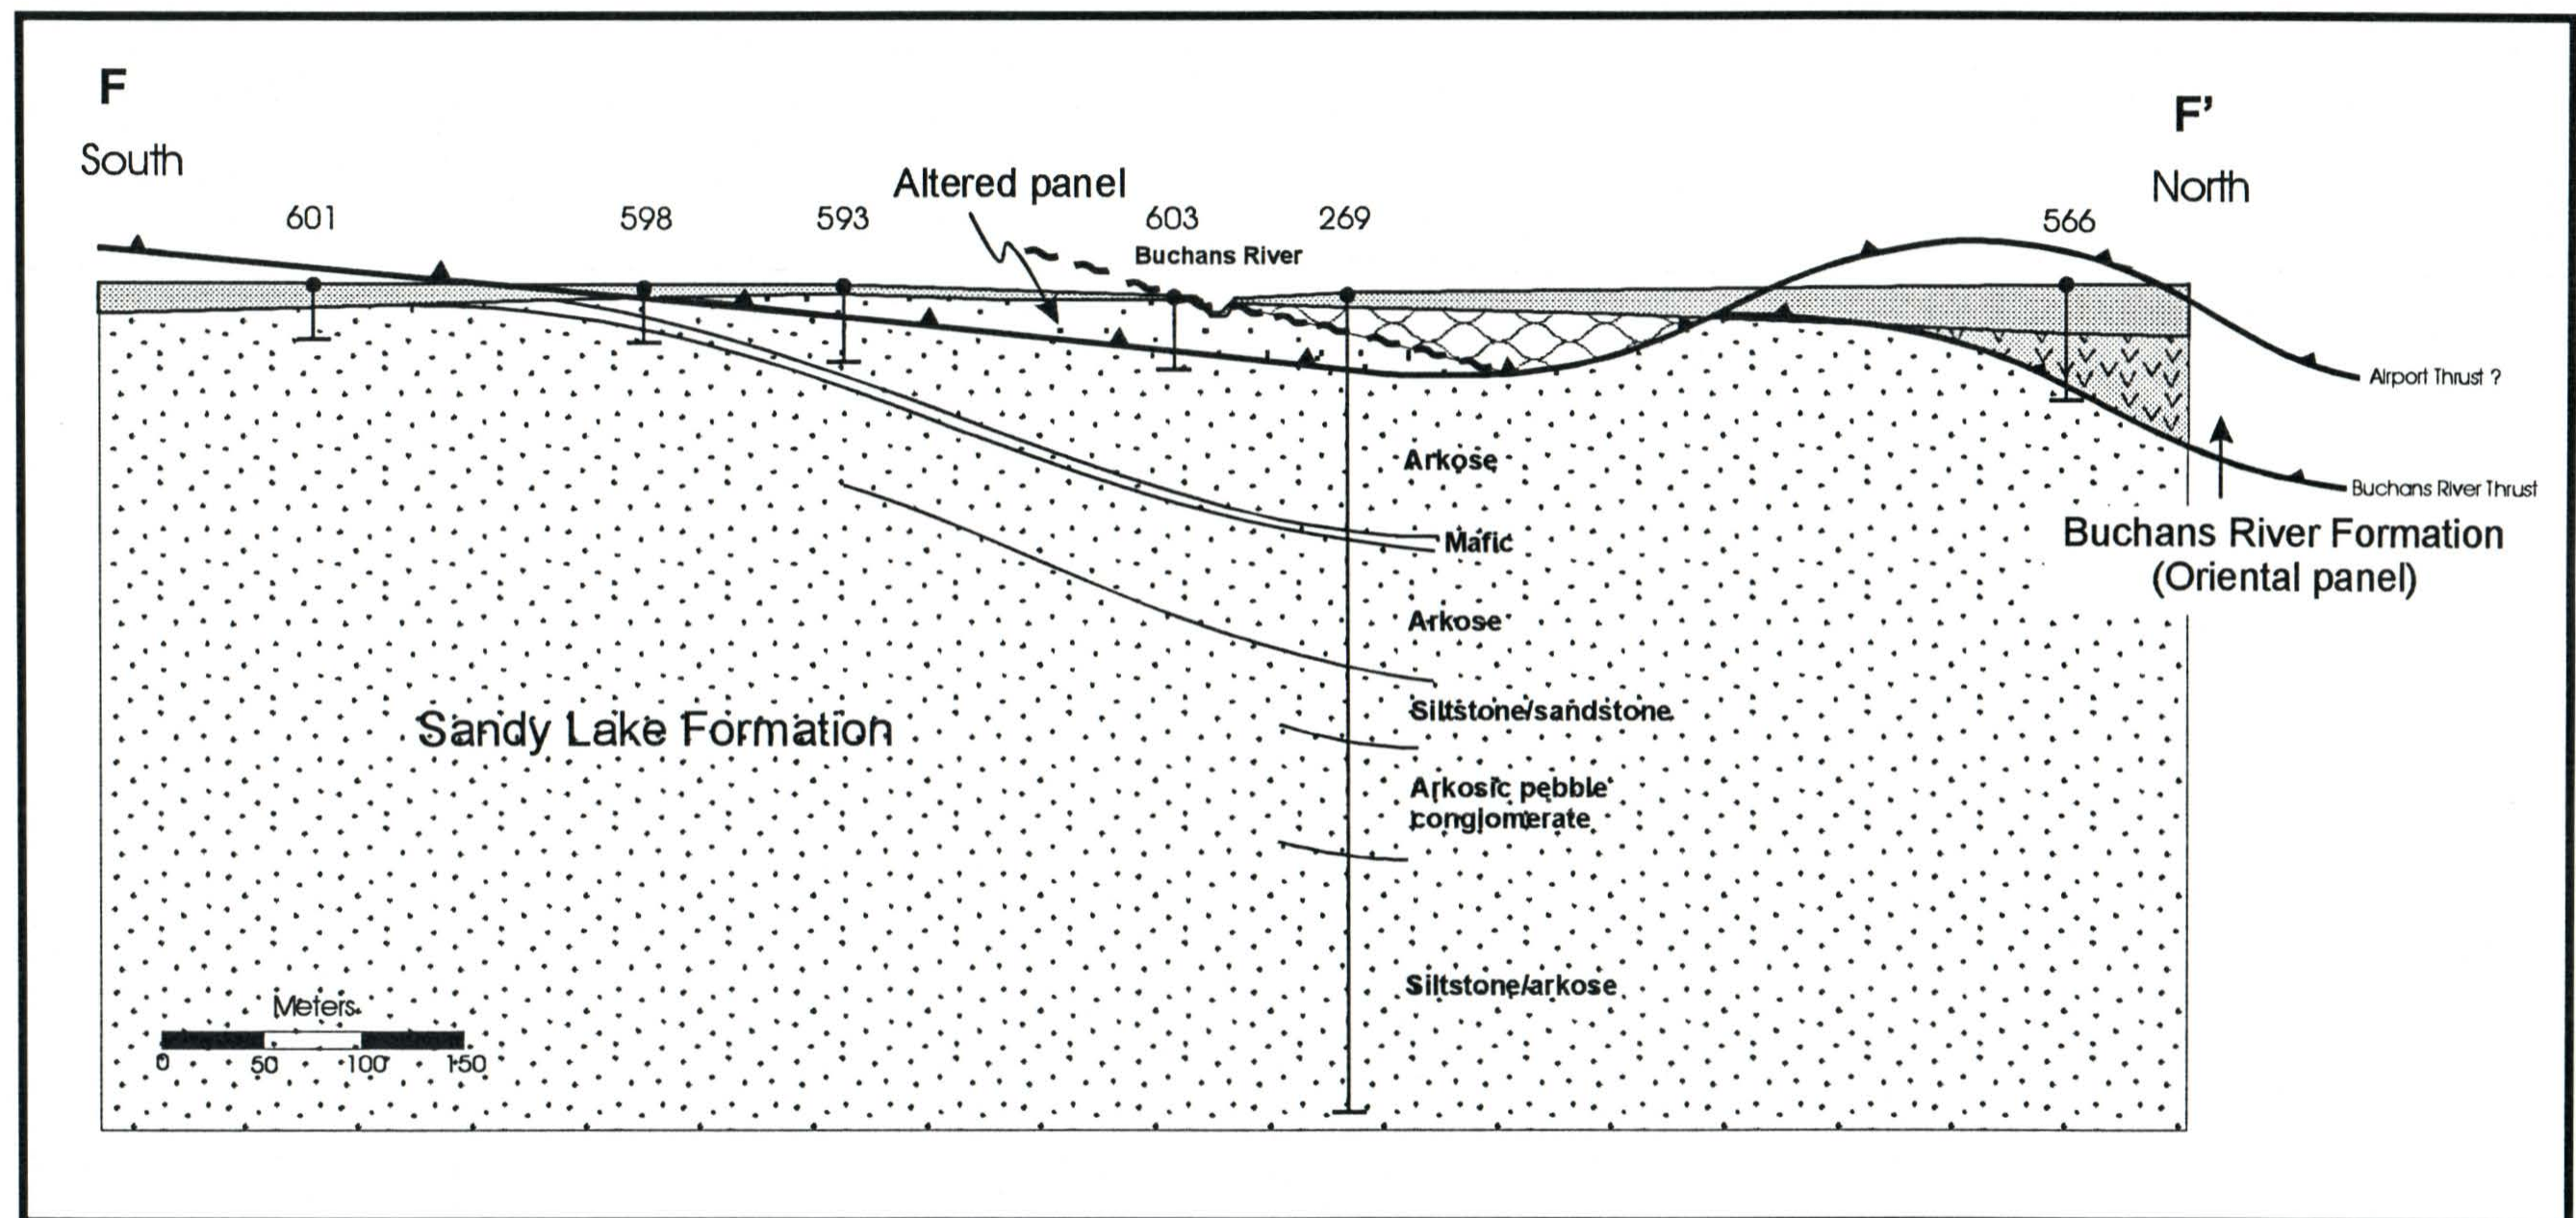 F
F'
South
North
Altered panel
601
598
593
603
269
566
Buchans River
Airport Thrust ?
Buchans River Thrust
Arkose
Mafic
Buchans River Formation
(Oriental panel)
Arkose
Sandy Lake Formation
Siltstone/sandstone
Arkosic pebble
conglomerate
Siltstone/arkose
Meters
0 50 100 150